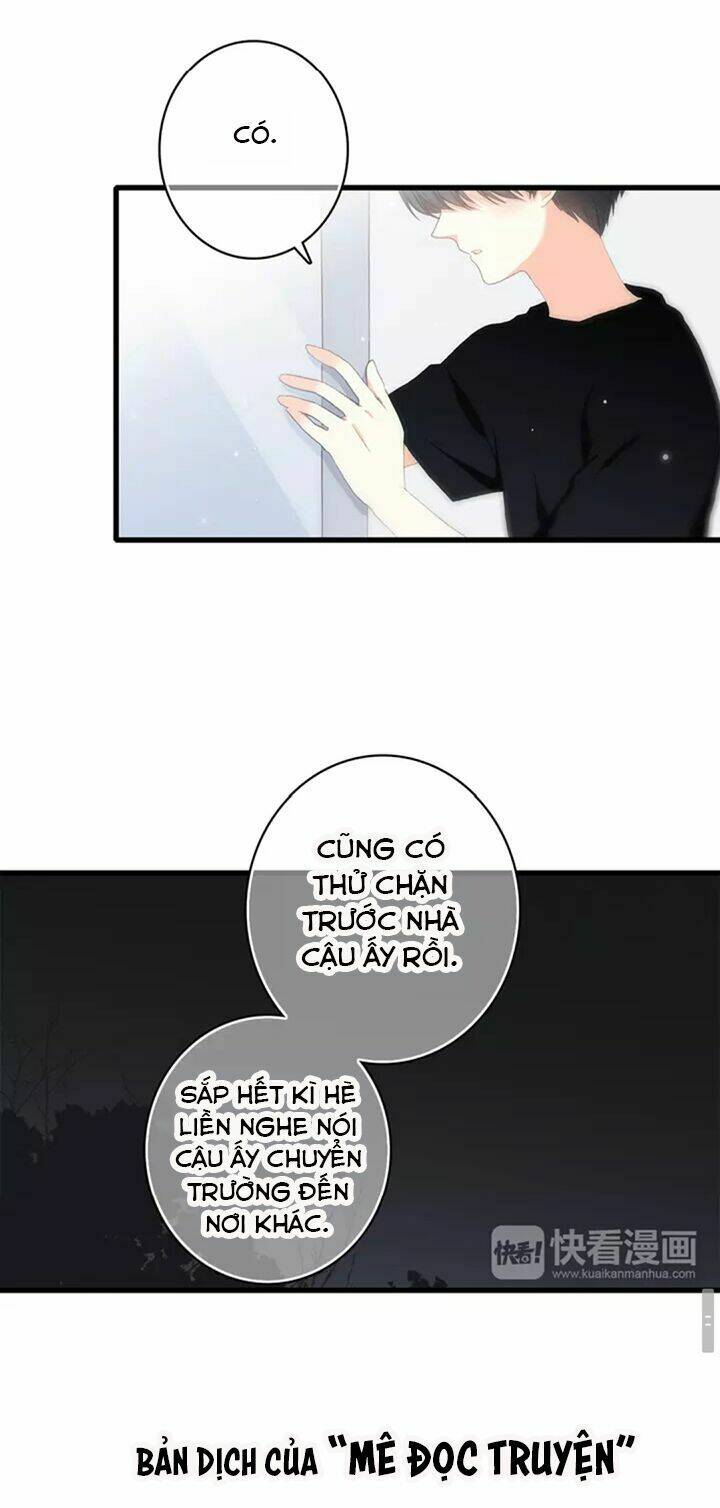 CÓ.
CŨNG CÓ
THỬ CHẶN
TRƯỚC NHÀ
CẬU ẤY RỒI.
SẮP HẾT KÌ HÈ
LIỀN NGHE NÓI
CẬU ẤY CHUYỂN
TRƯỜNG ĐẾN
NƠI KHÁC.
快看! 快看漫画
www.kuaikanmanhua.com
BẢN DỊCH CỦA "MÊ ĐỌC TRUYỆN"